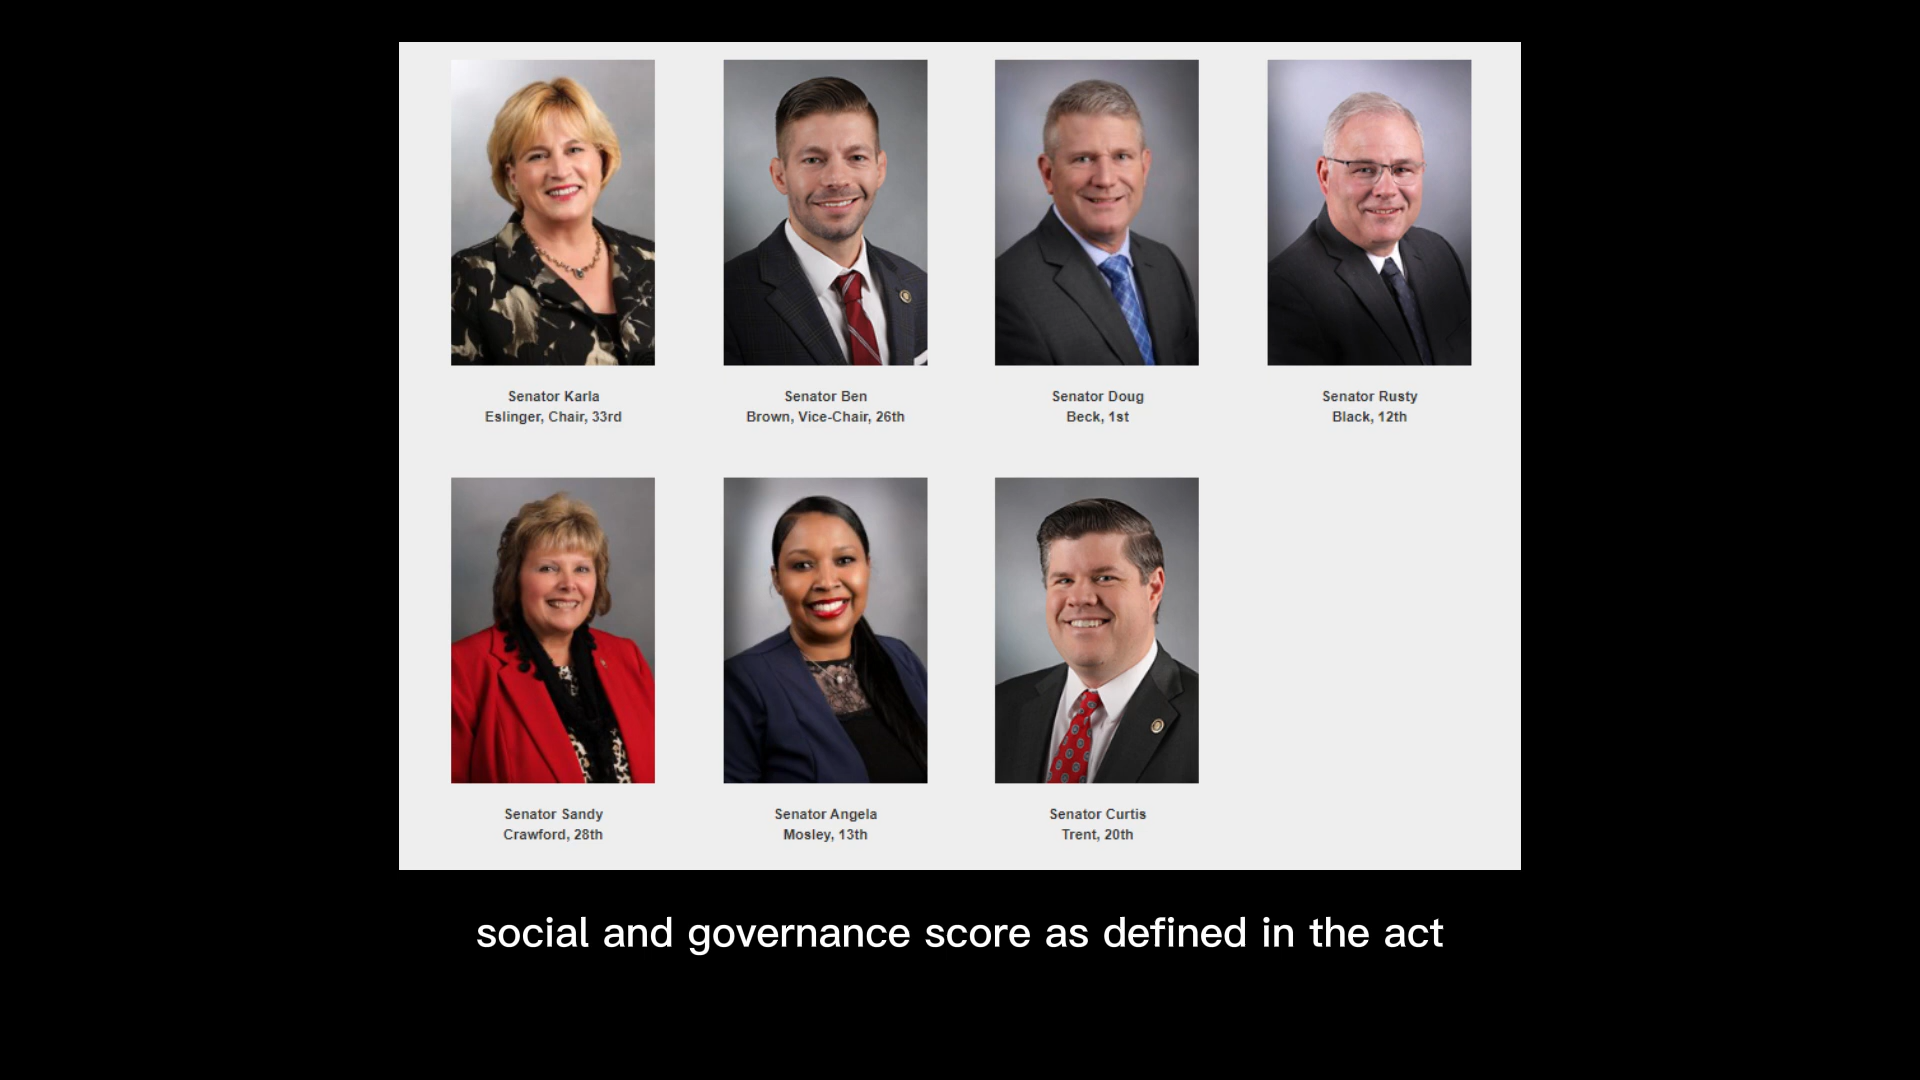 Senator Karla
Eslinger, Chair, 33rd
Senator Ben
Brown, Vice-Chair, 26th
Senator Doug
Beck, 1st
Senator Rusty
Black, 12th
Senator Sandy
Crawford, 28th
Senator Angela
Mosley, 13th
Senator Curtis
Trent, 20th
social and governance score as defined in the act